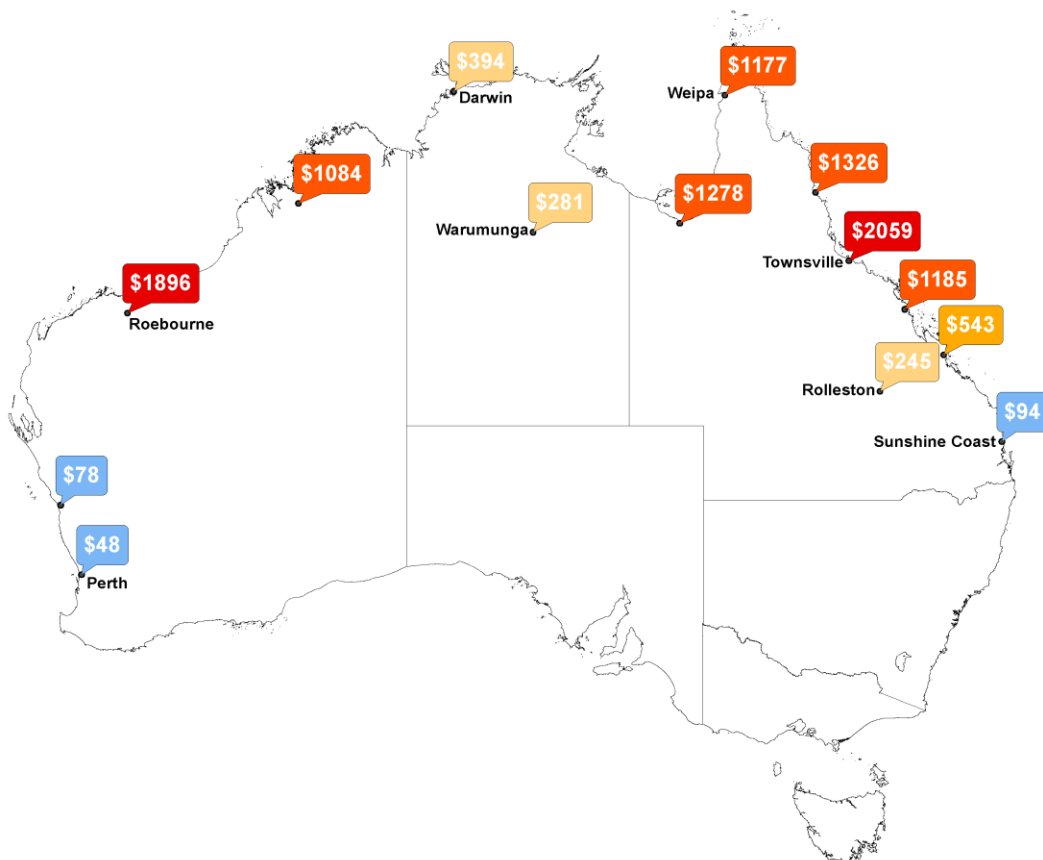 $394
Darwin
$1177
Weipa
$1084
$1326
$281
Warumunga
$1278
$2059
Townsville
$1896
Roebourne
$1185
$543
$245
Rolleston
$94
Sunshine Coast
$78
$48
Perth